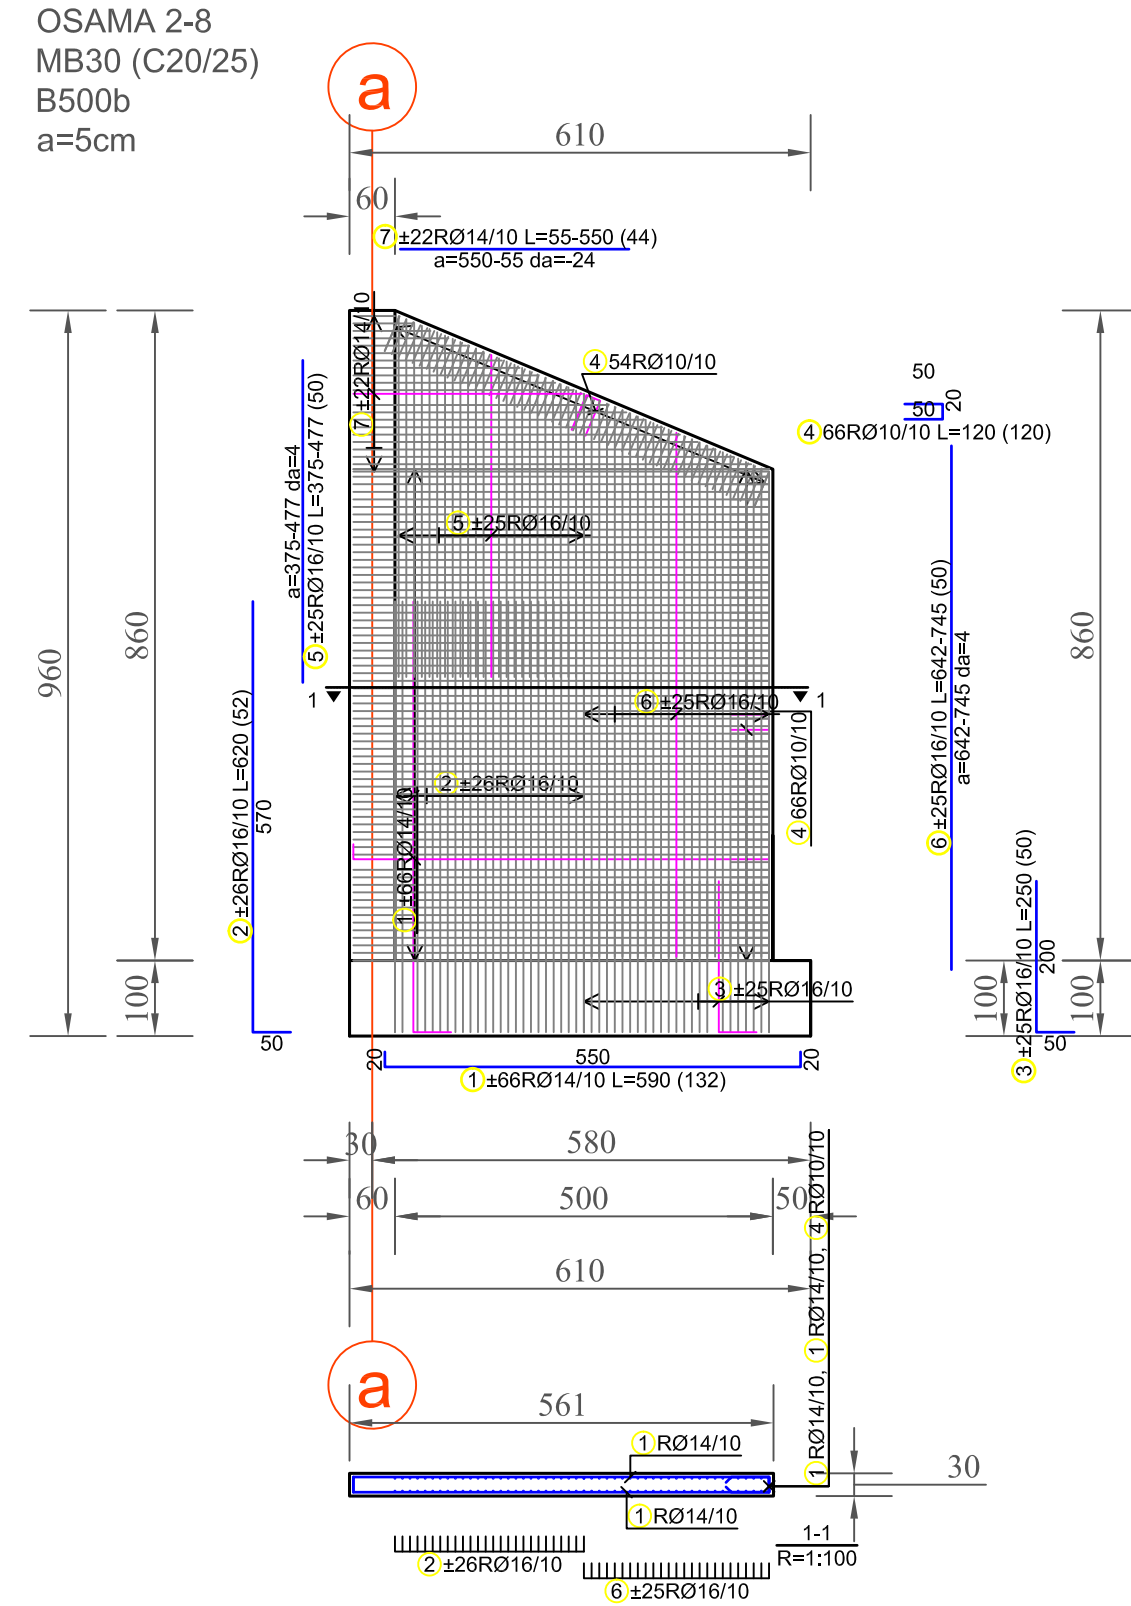 OSAMA 2-8
MB30 (C20/25)
B500b
a=5cm
a
610
60
7 ±22RØ14/10 L=55-550 (44)
a=550-55 da=-24
7 ±22RØ14/10
4 54RØ10/10
50
50
20
4 66RØ10/10 L=120 (120)
a=375-477 da=4
5 ±25RØ16/10 L=375-477 (50)
5 ±25RØ16/10
960
860
860
1
1
6 ±25RØ16/10
6 ±25RØ16/10 L=642-745 (50)
a=642-745 da=4
2 ±26RØ16/10 L=620 (52)
570
2 ±26RØ16/10
4 66RØ10/10
1 ±66RØ14/10
3 ±25RØ16/10 L=250 (50)
200
100
3 ±25RØ16/10
100
100
50
50
20
550
20
1 ±66RØ14/10 L=590 (132)
30
580
60
500
50
610
1 RØ14/10, 1 RØ14/10, 4 RØ10/10
a
561
1 RØ14/10
30
1 RØ14/10
1-1
R=1:100
2 ±26RØ16/10
6 ±25RØ16/10